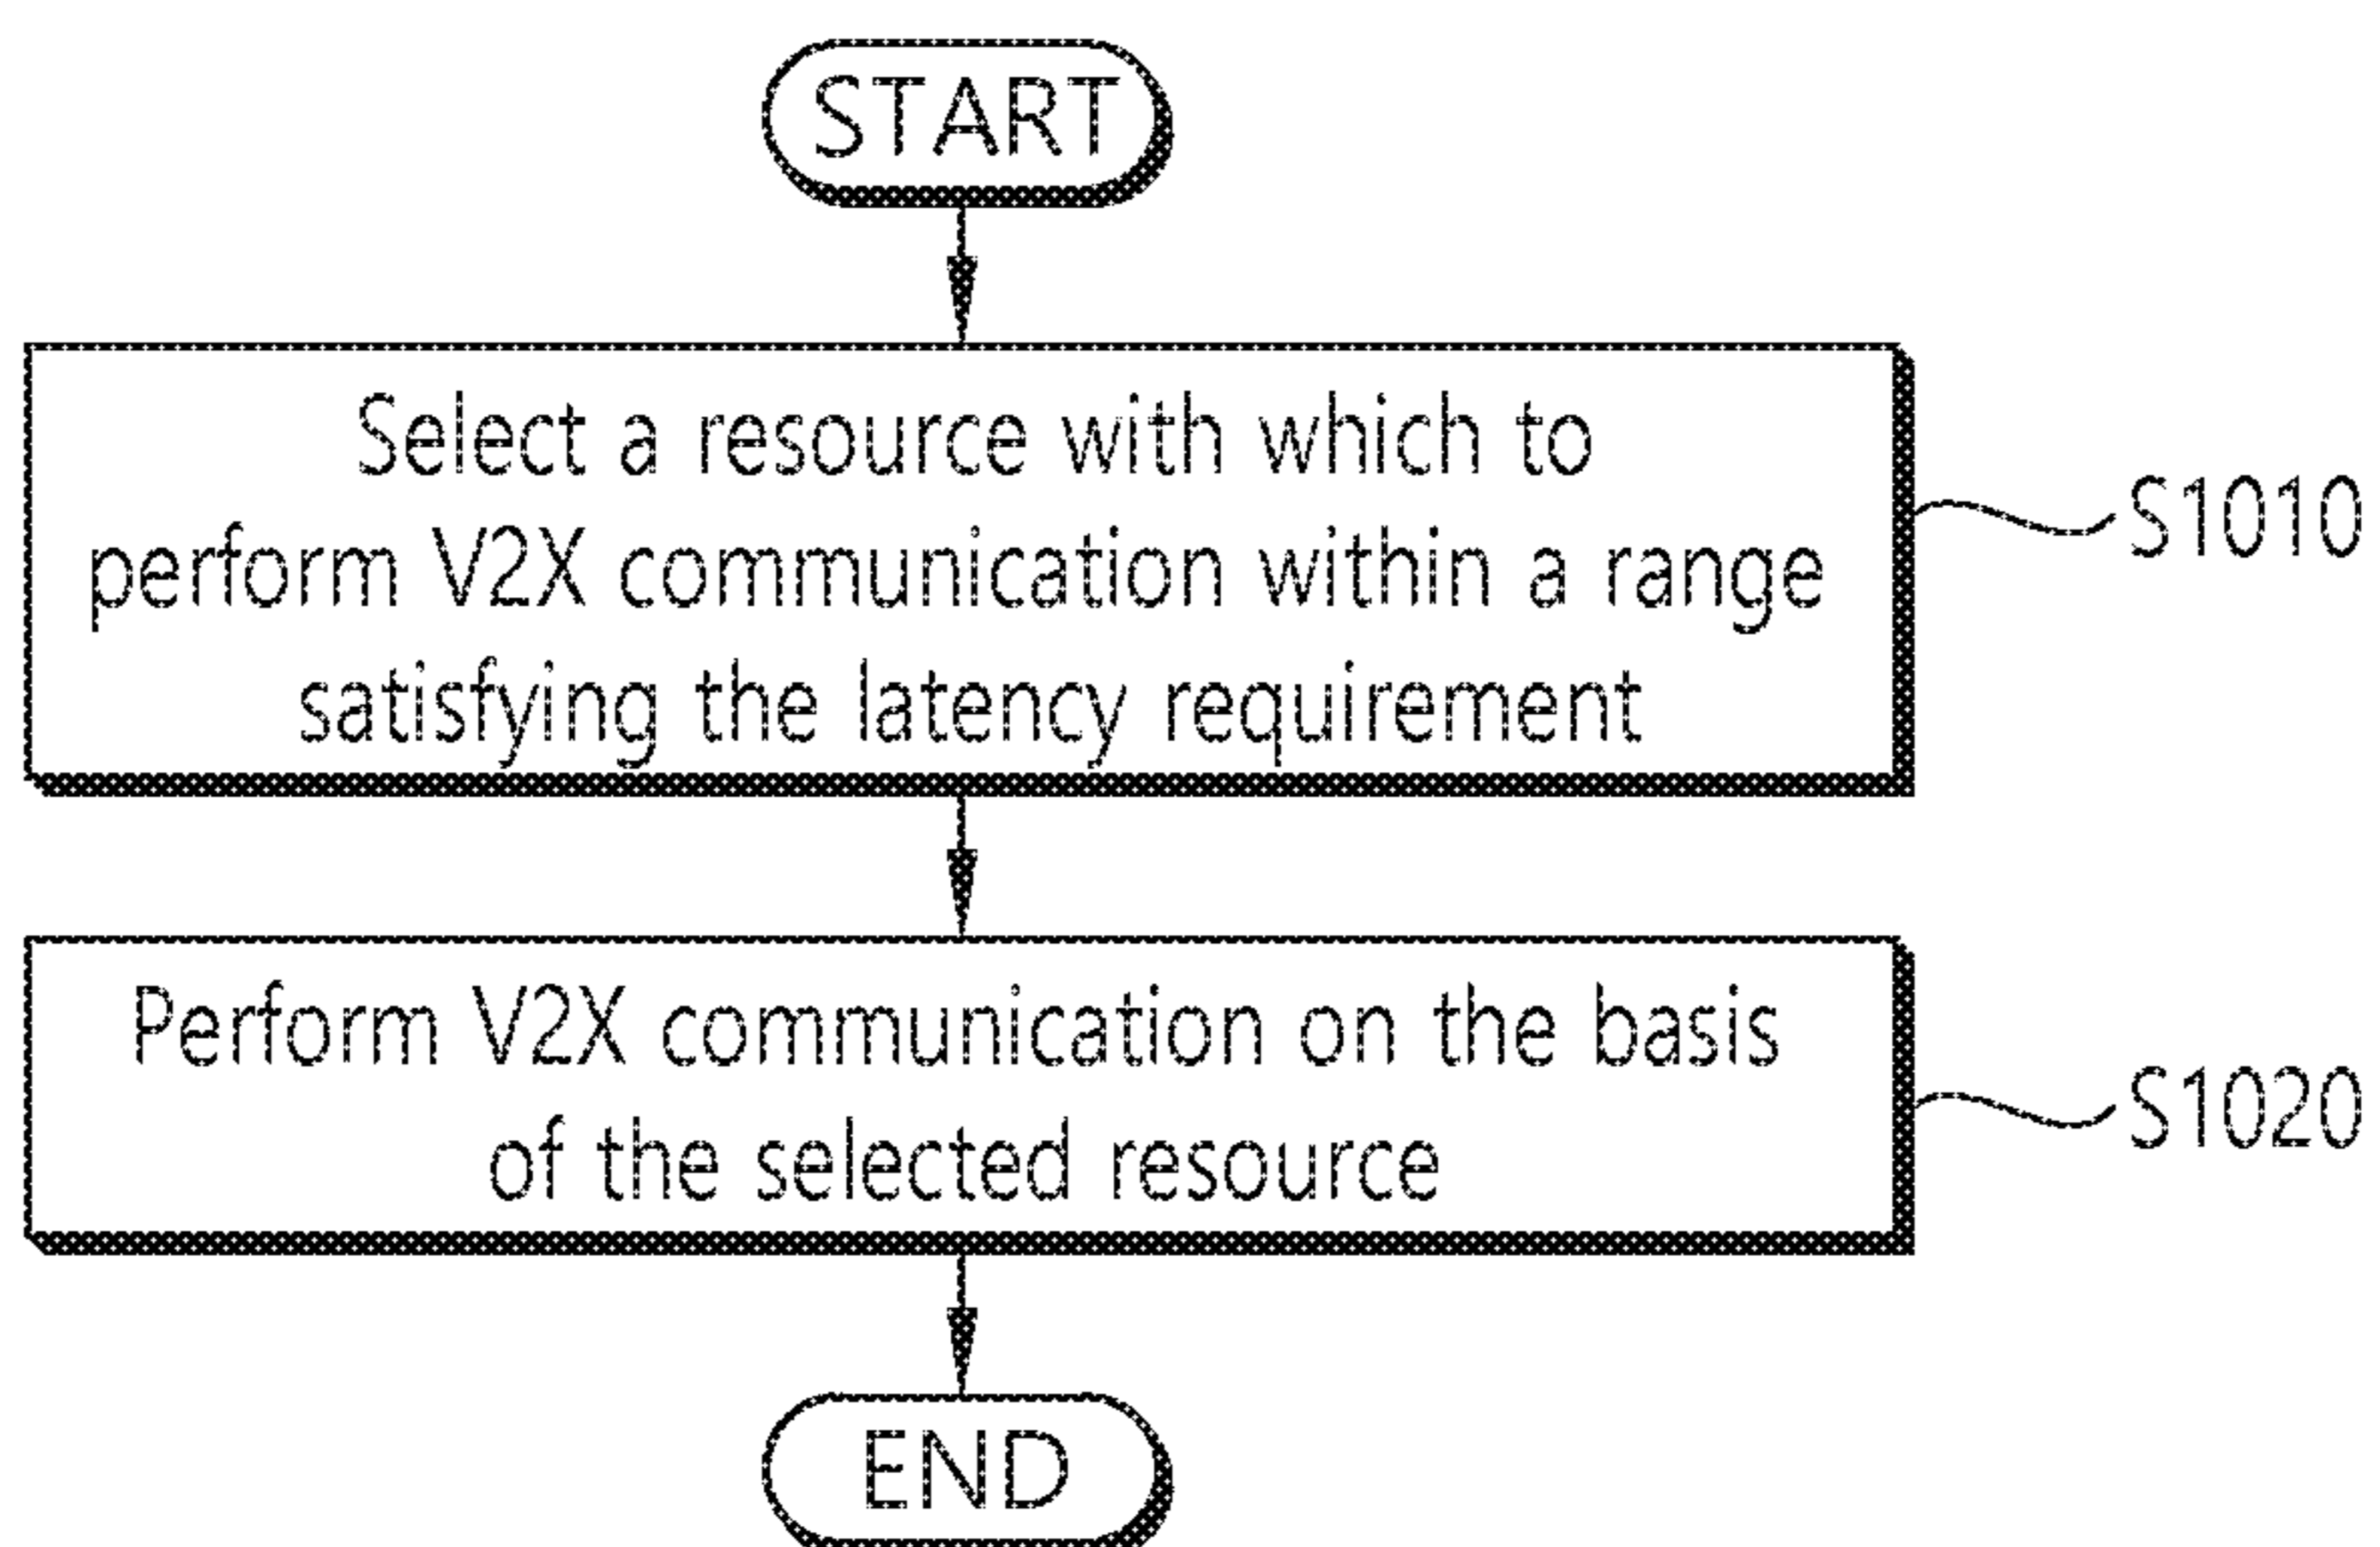 START
Select a resource with which to
perform V2X communication within a range
satisfying the latency requirement
S1010
Perform V2X communication on the basis
of the selected resource
S1020
END